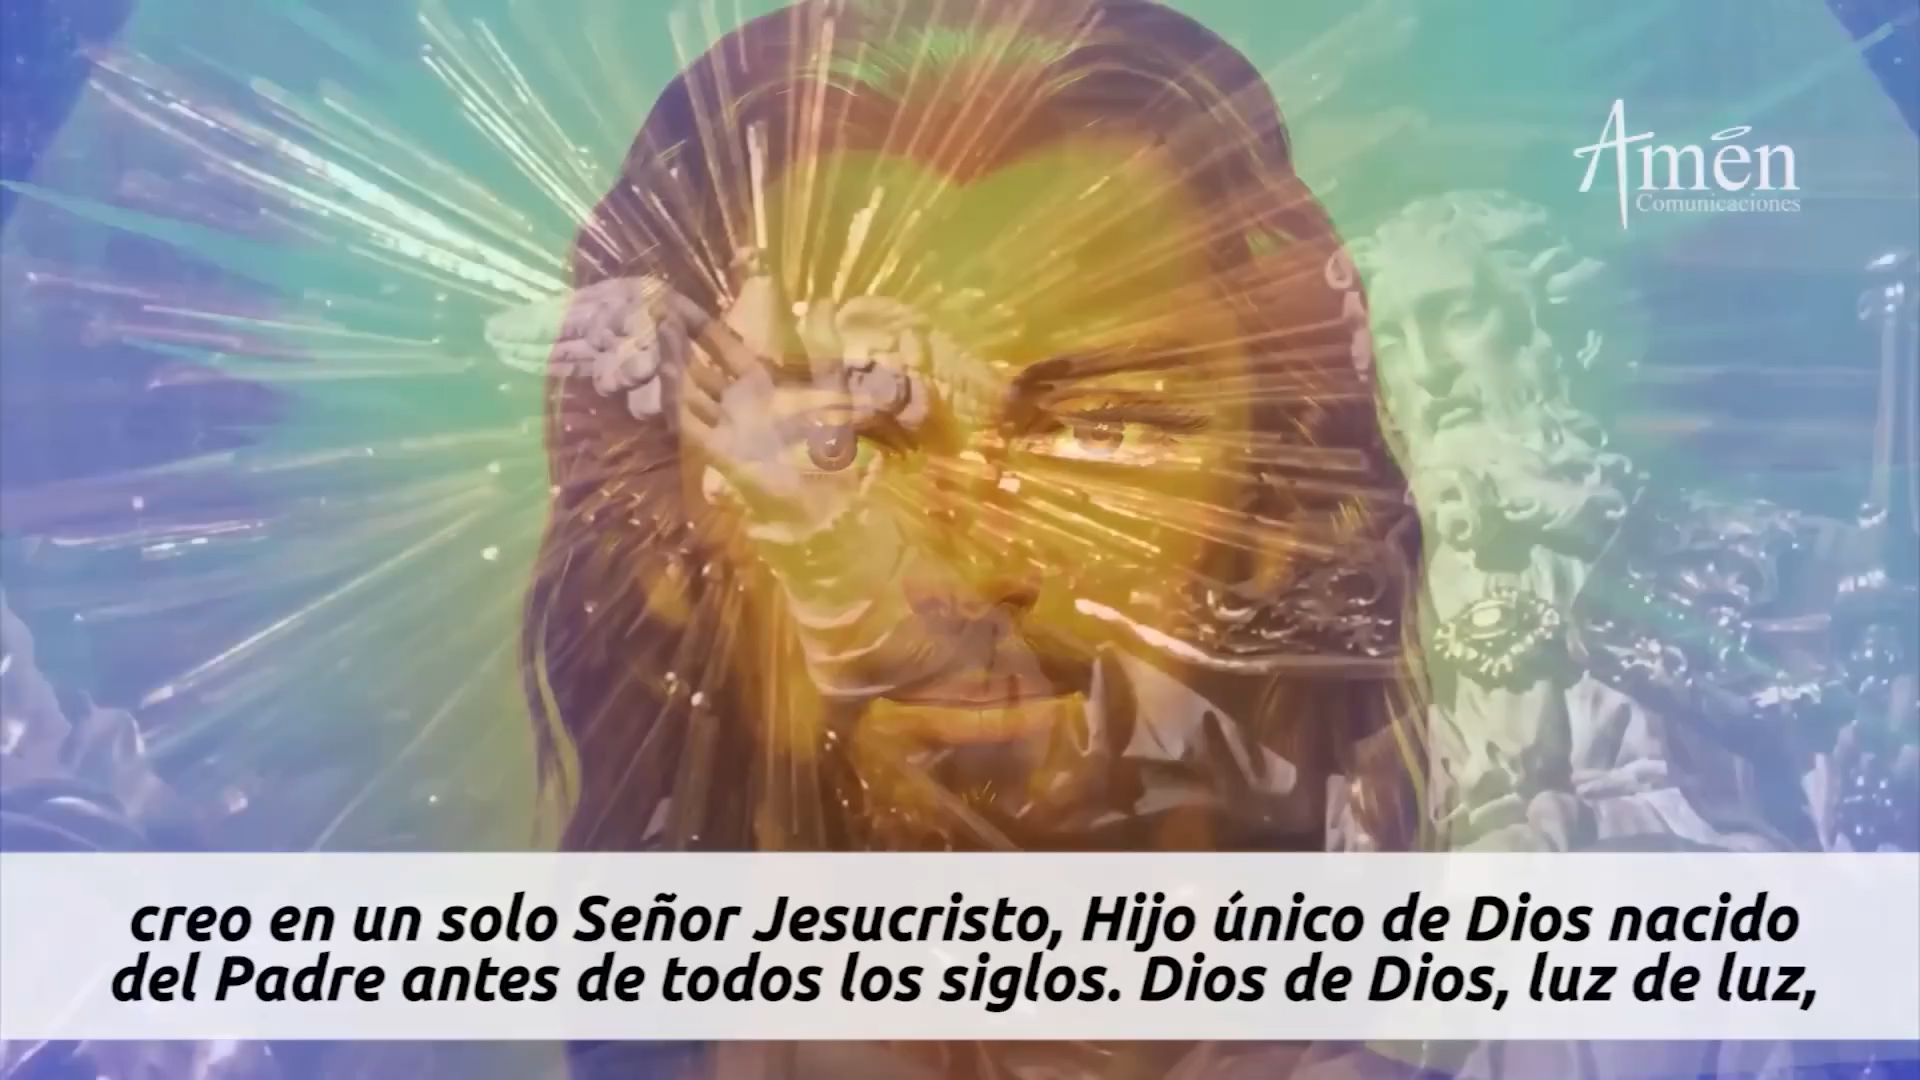 Amén
Comunicaciones
creo en un solo Señor Jesucristo, Hijo único de Dios nacido
del Padre antes de todos los siglos. Dios de Dios, luz de luz,